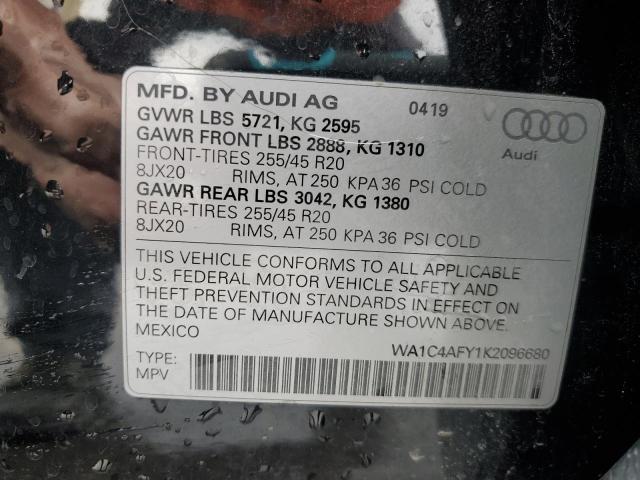 MFD. BY AUDI AG 0419
GVWR LBS 5721, KG 2595
GAWR FRONT LBS 2888, KG 1310
FRONT-TIRES 255/45 R20
8JX20 RIMS, AT 250 KPA 36 PSI COLD
GAWR REAR LBS 3042, KG 1380
REAR-TIRES 255/45 R20
8JX20 RIMS, AT 250 KPA 36 PSI COLD
Audi
THIS VEHICLE CONFORMS TO ALL APPLICABLE
U.S. FEDERAL MOTOR VEHICLE SAFETY AND
THEFT PREVENTION STANDARDS IN EFFECT ON
THE DATE OF MANUFACTURE SHOWN ABOVE.
MEXICO
WA1C4AFY1K2096680
TYPE:
MPV